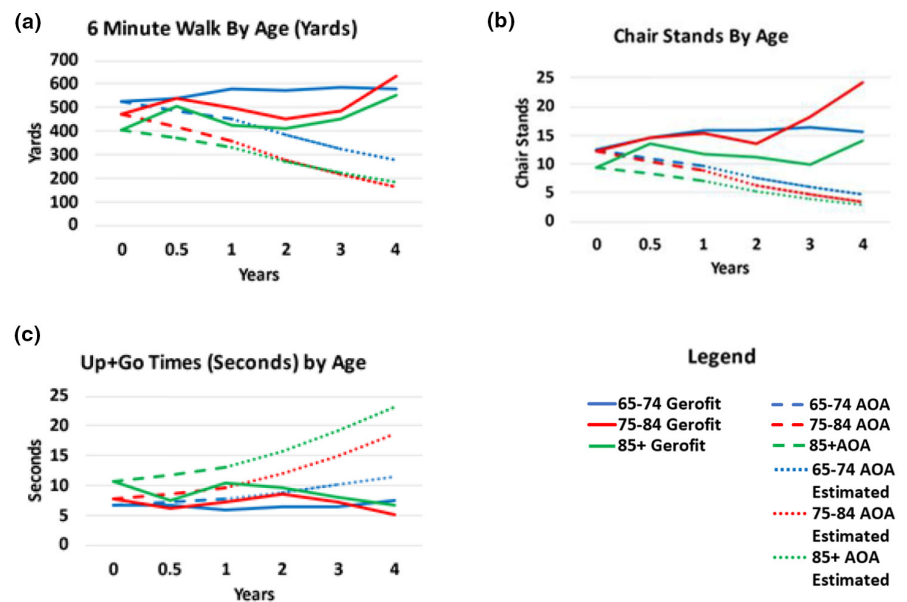 (a)
6 Minute Walk By Age (Yards)
700
600
500
400
300
200
100
0
Yards
0 0.5 1 2 3 4
Years
(b)
Chair Stands By Age
25
20
15
10
5
0
Chair Stands
0 0.5 1 2 3 4
Years
(c)
Up+Go Times (Seconds) by Age
25
20
15
10
5
0
Seconds
0 0.5 1 2 3 4
Years
Legend
65-74 Gerofit
75-84 Gerofit
85+ Gerofit
65-74 AOA
75-84 AOA
85+AOA
65-74 AOA
Estimated
75-84 AOA
Estimated
85+ AOA
Estimated